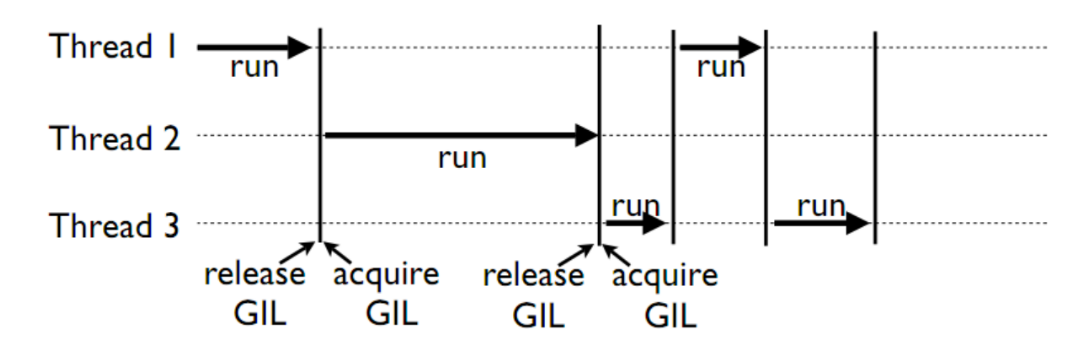 Thread 1
run
run
Thread 2
run
Thread 3
run
run
release acquire release acquire
GIL GIL GIL GIL